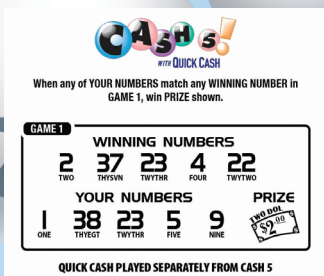 CASH 5!
WITH QUICK CASH
When any of YOUR NUMBERS match any WINNING NUMBER in
GAME 1, win PRIZE shown.
GAME 1
WINNING NUMBERS
2 37 23 4 22
TWO THYSVN TWYTHR FOUR TWYTWO
YOUR NUMBERS PRIZE
1 38 23 5 9 $2.00
ONE THYEGT TWYTHR FIVE NINE TWO DOL
QUICK CASH PLAYED SEPARATELY FROM CASH 5